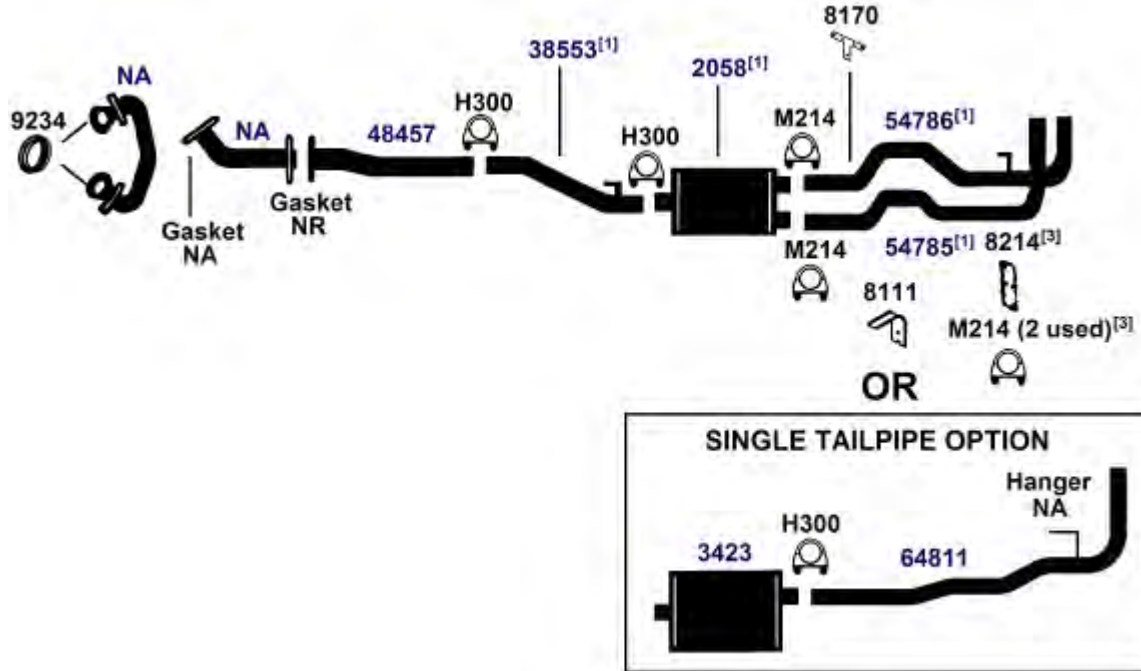 8170
38553[1]
2058[1]
NA
H300
M214
54786[1]
9234
NA
48457
H300
Gasket
NR
Gasket
NA
M214
54785[1]
8214[3]
8111
M214 (2 used)[3]
OR
SINGLE TAILPIPE OPTION
Hanger
NA
H300
3423
64811